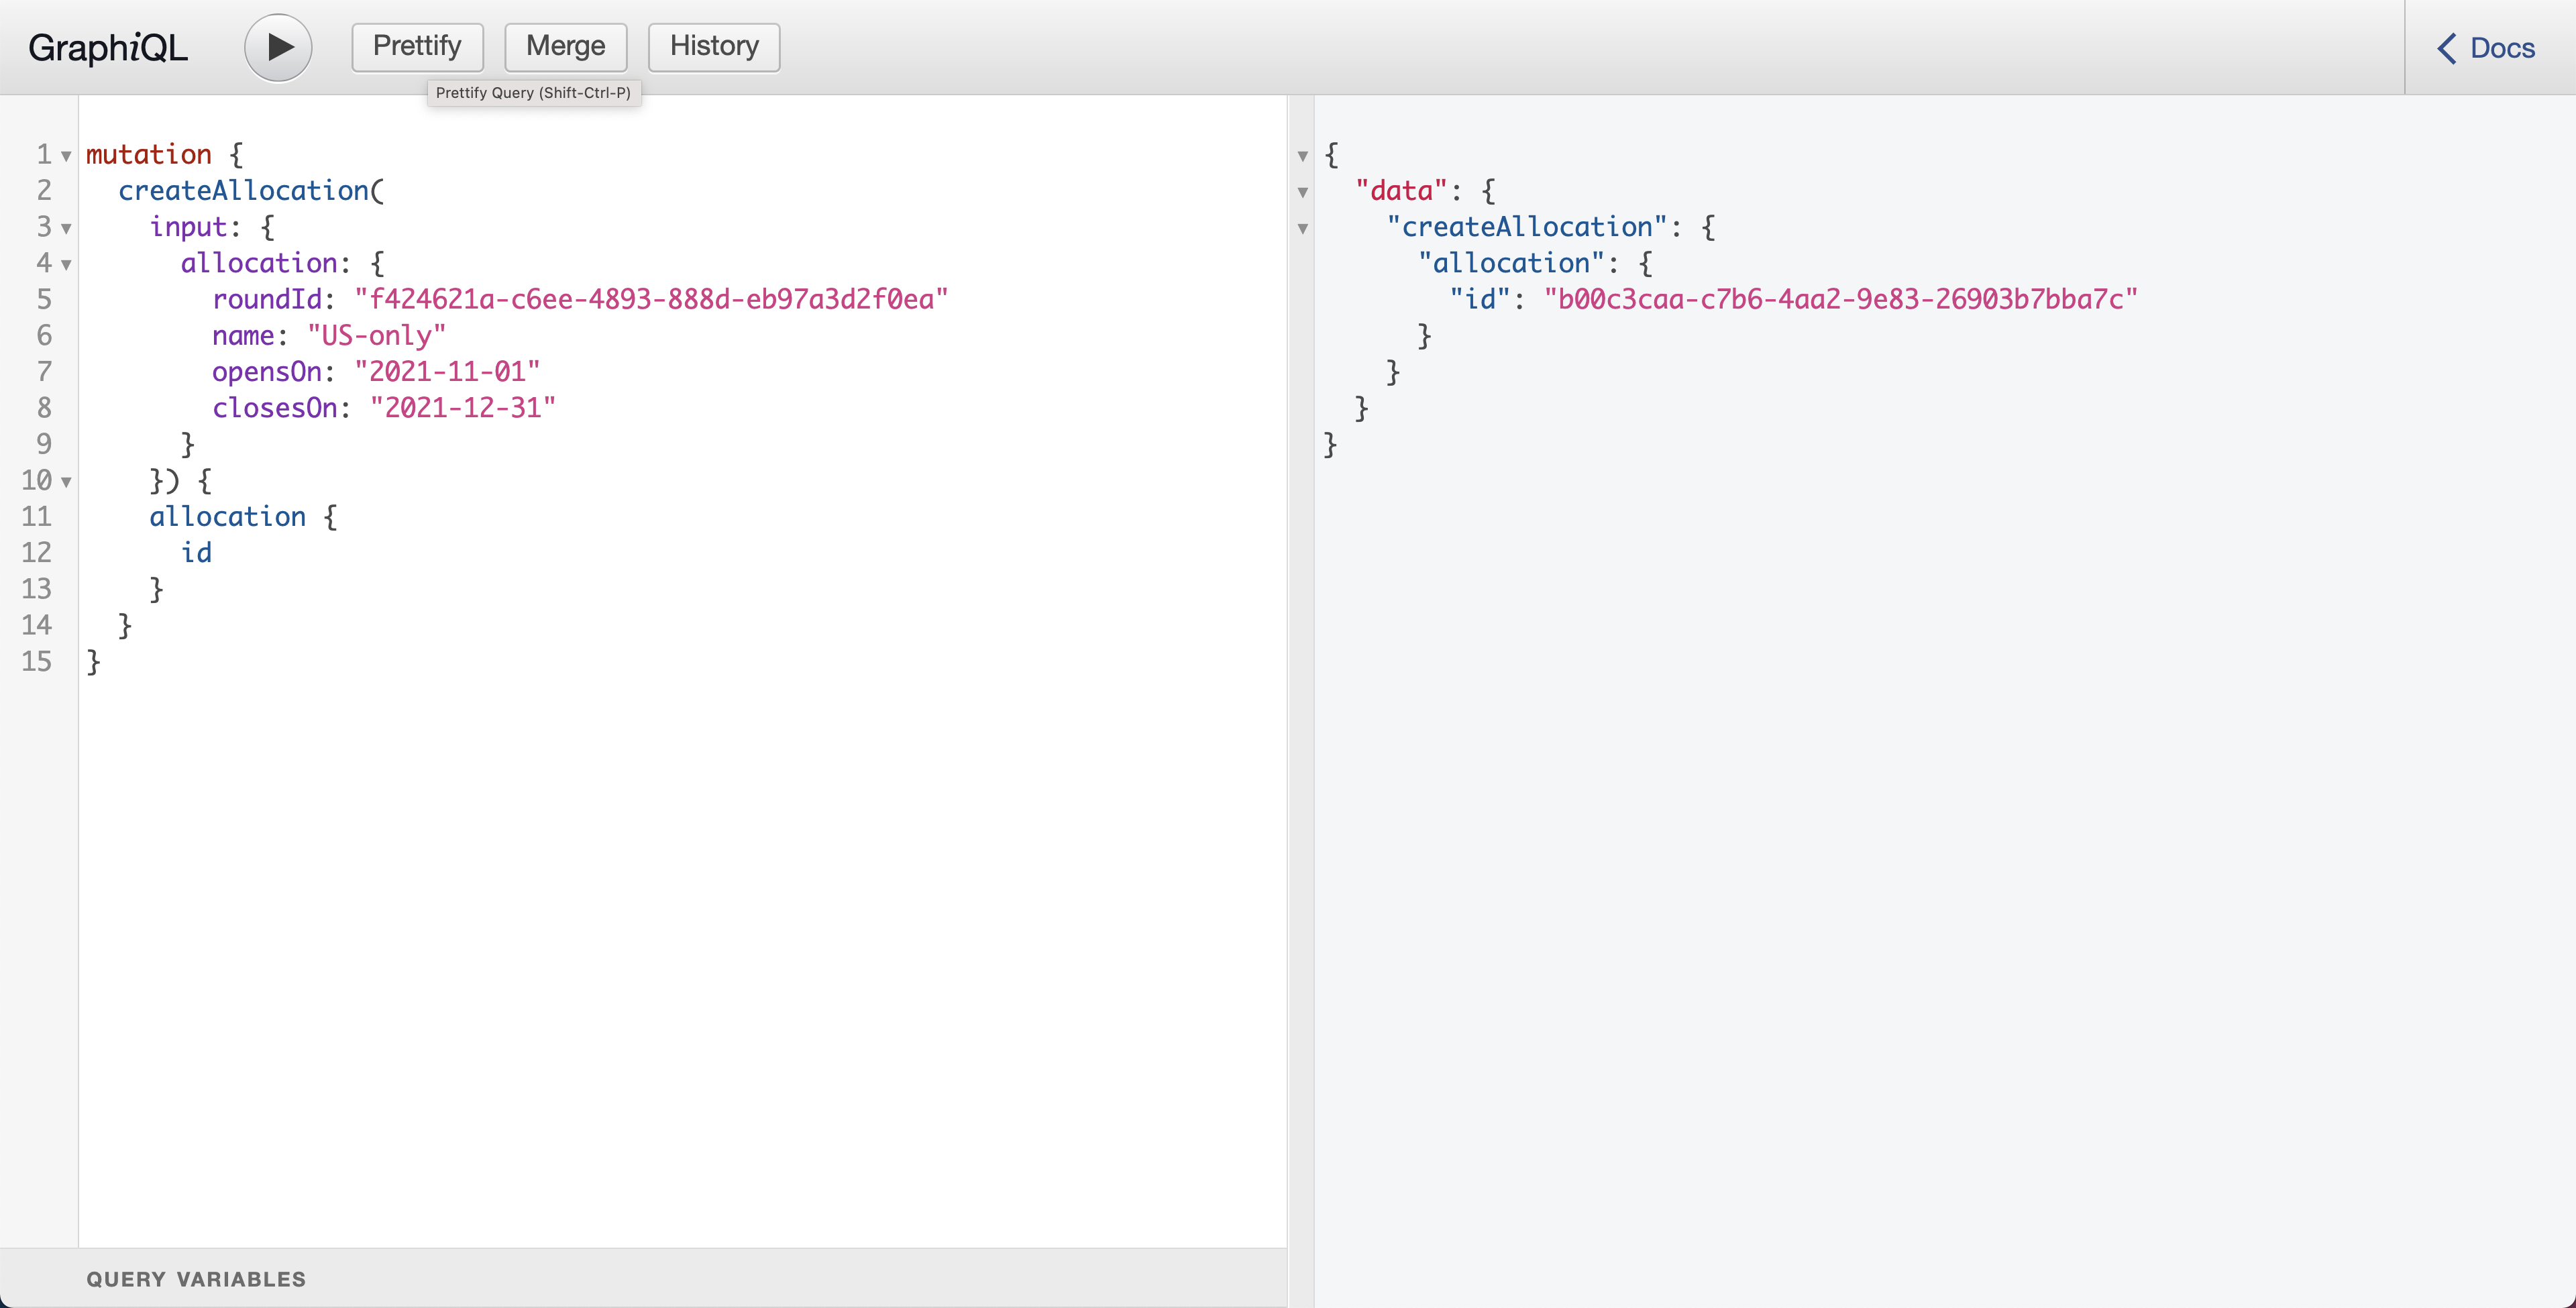 GraphiQL
Prettify
Merge
History
Docs
Prettify Query (Shift-Ctrl-P)
1 mutation {
2 createAllocation(
3 input: {
4 allocation: {
5 roundId: "f424621a-c6ee-4893-888d-eb97a3d2f0ea"
6 name: "US-only"
7 opensOn: "2021-11-01"
8 closesOn: "2021-12-31"
9 }
10 }) {
11 allocation {
12 id
13 }
14 }
15 }
{
"data": {
"createAllocation": {
"allocation": {
"id": "b00c3caa-c7b6-4aa2-9e83-26903b7bba7c"
}
}
}
}
QUERY VARIABLES